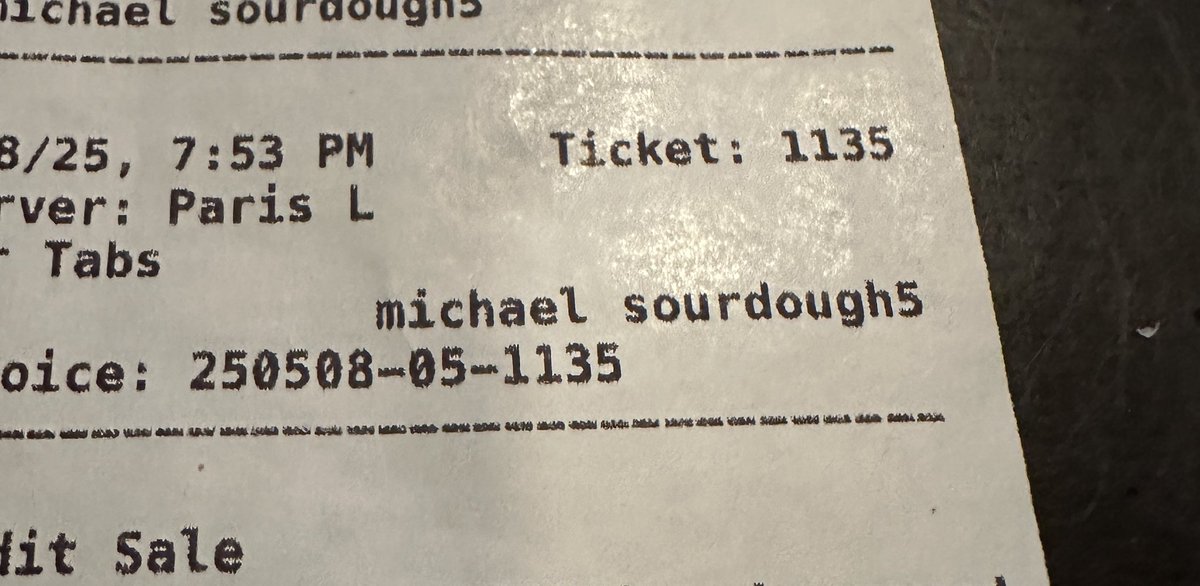 michael sourdough5
8/25, 7:53 PM Ticket: 1135
rver: Paris L
Tabs
michael sourdough5
oice: 250508-05-1135
dit Sale